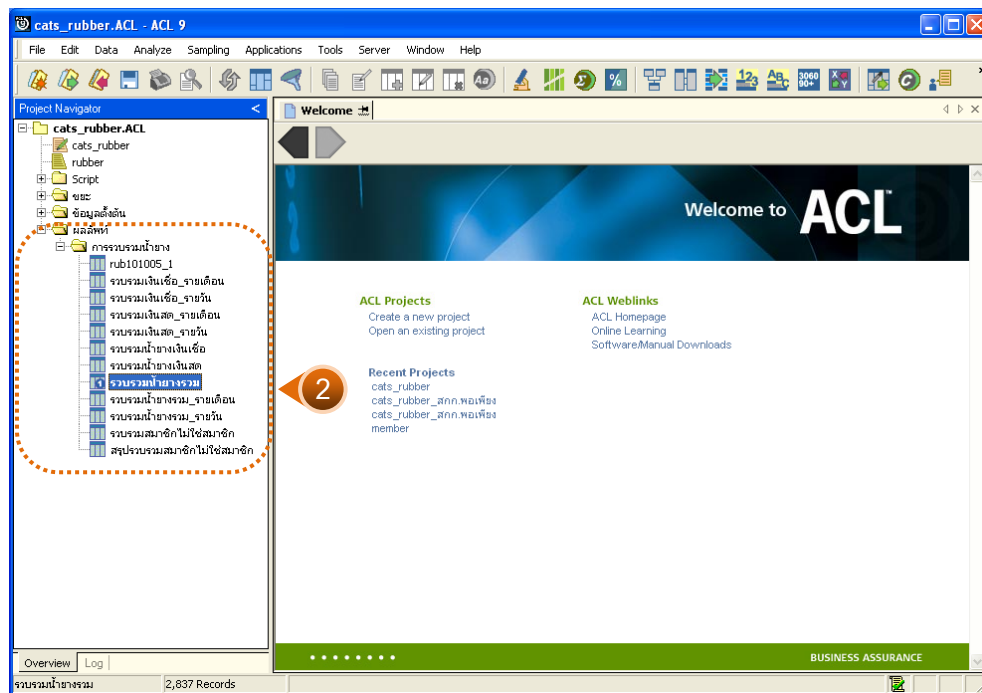 cats_rubber.ACL - ACL 9
File Edit Data Analyze Sampling Applications Tools Server Window Help
Project Navigator <
cats_rubber.ACL
cats_rubber
rubber
Script
ขยะ
ข้อมูลตั้งต้น
ผลลัพท์
การรวบรวมน้ำยาง
rub101005_1
รวบรวมเงินเชื่อ_รายเดือน
รวบรวมเงินเชื่อ_รายวัน
รวบรวมเงินสด_รายเดือน
รวบรวมเงินสด_รายวัน
รวบรวมน้ำยางเงินเชื่อ
รวบรวมน้ำยางเงินสด
รวบรวมน้ำยางรวม
รวบรวมน้ำยางรวม_รายเดือน
รวบรวมน้ำยางรวม_รายวัน
รวบรวมสมาชิกไม่ใช่สมาชิก
สรุปรวบรวมสมาชิกไม่ใช่สมาชิก
2
Overview Log
รวบรวมน้ำยางรวม 2,837 Records
Welcome
Welcome to ACL
ACL Projects
Create a new project
Open an existing project
Recent Projects
cats_rubber
cats_rubber_สกก.พอเพียง
cats_rubber_สกก.พอเพียง
member
ACL Weblinks
ACL Homepage
Online Learning
Software/Manual Downloads
BUSINESS ASSURANCE